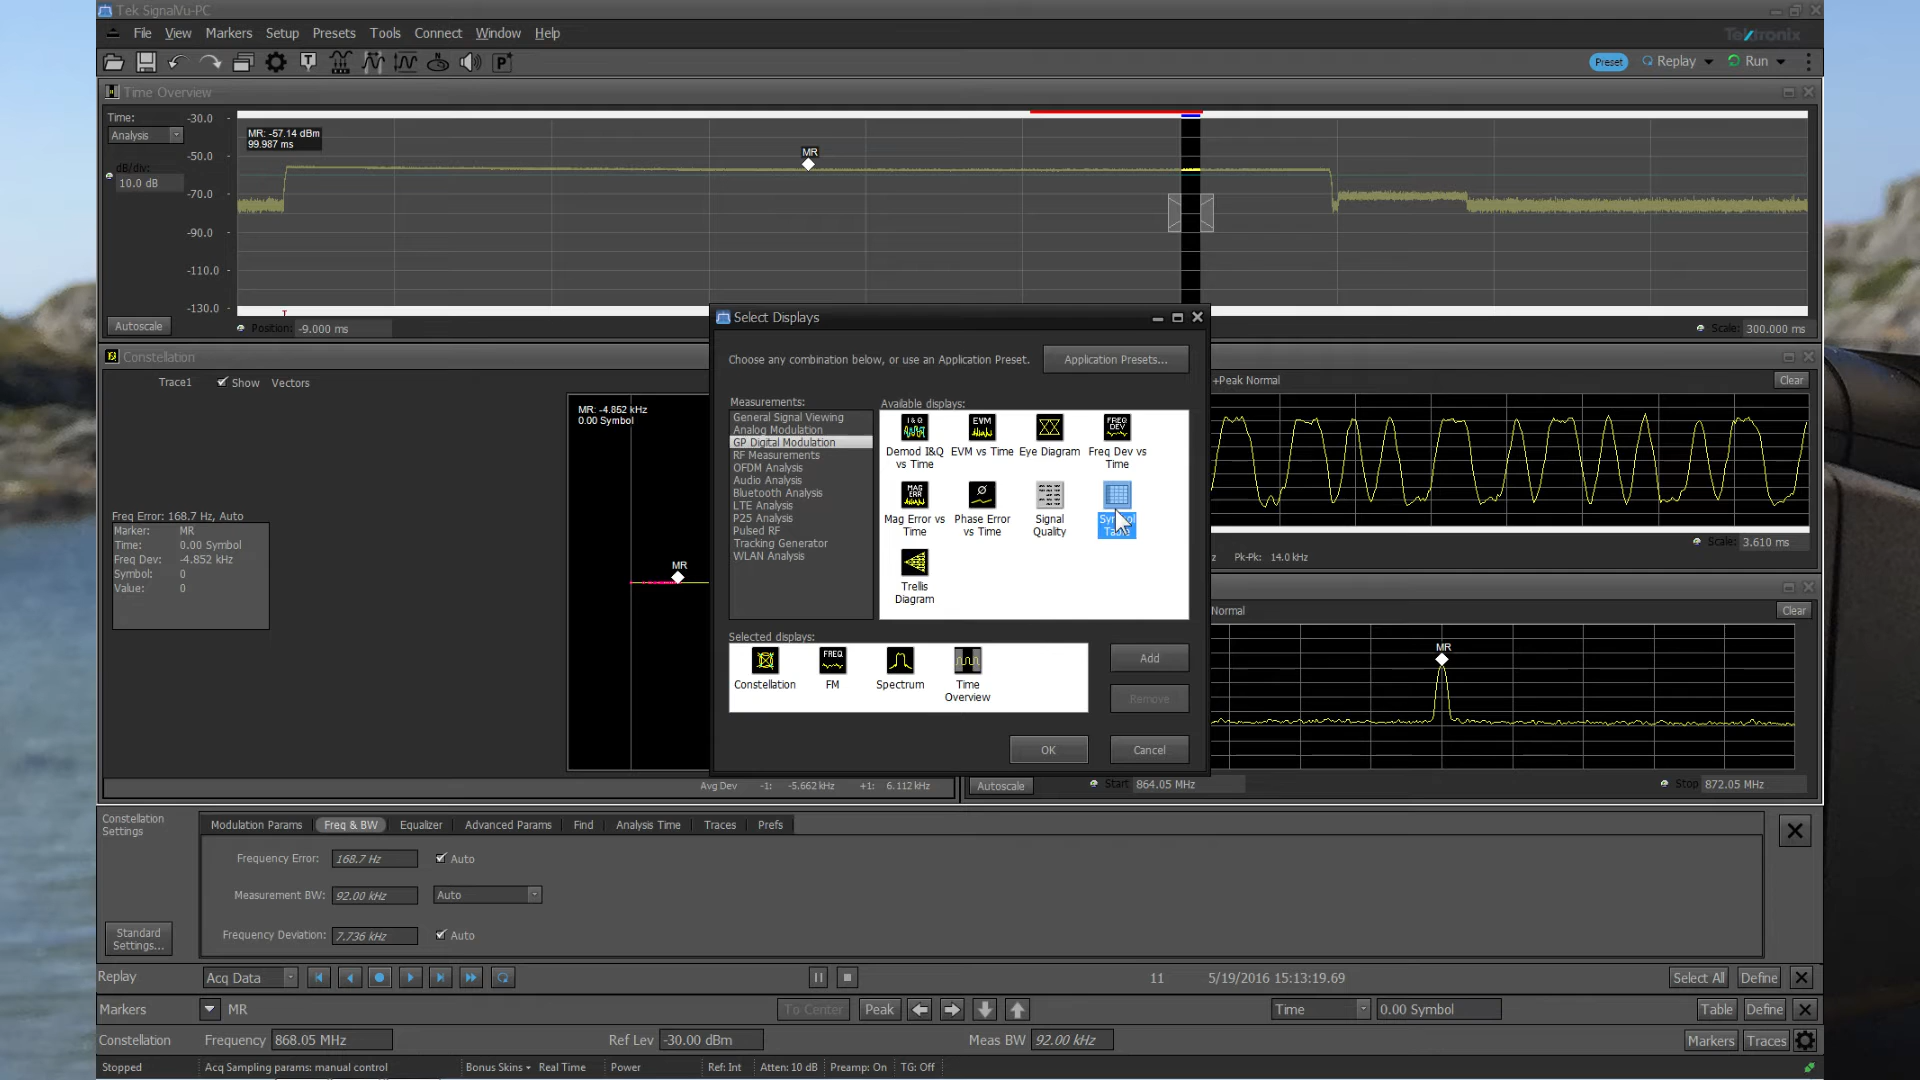 Tek SignalVu-PC
File View Markers Setup Presets Tools Connect Window Help
Tektronix
Preset Replay Run
Time Overview
Time:
Analysis
dB/div:
10.0 dB
-30.0
-50.0
-70.0
-90.0
-110.0
-130.0
MR: -57.14 dBm
99.987 ms
MR
T
Autoscale
Position: -9.000 ms
Scale: 300.000 ms
Constellation
Trace1 Show Vectors
MR: -4.852 kHz
0.00 Symbol
Freq Error: 168.7 Hz, Auto
Marker: MR
Time: 0.00 Symbol
Freq Dev: -4.852 kHz
Symbol: 0
Value: 0
MR
Avg Dev -1: -5.662 kHz +1: 6.112 kHz
Select Displays
Choose any combination below, or use an Application Preset. Application Presets...
Measurements:
General Signal Viewing
Analog Modulation
GP Digital Modulation
RF Measurements
OFDM Analysis
Audio Analysis
Bluetooth Analysis
LTE Analysis
P25 Analysis
Pulsed RF
Tracking Generator
WLAN Analysis
Available displays:
I & Q
Demod I&Q vs Time
EVM
EVM vs Time
Eye Diagram
FREQ DEV
Freq Dev vs Time
MAG ERR
Mag Error vs Time
Phase Error vs Time
Signal Quality
Trellis Diagram
Selected displays:
Constellation
FREQ
FM
Spectrum
Time Overview
Add
Remove
OK Cancel
+Peak Normal
Clear
Scale: 3.610 ms
Pk-Pk: 14.0 kHz
Normal
Clear
MR
Autoscale
Start 864.05 MHz
Stop 872.05 MHz
Constellation Settings
Modulation Params Freq & BW Equalizer Advanced Params Find Analysis Time Traces Prefs
Frequency Error: 168.7 Hz Auto
Measurement BW: 92.00 kHz Auto
Frequency Deviation: 7.736 kHz Auto
Standard Settings...
Replay Acq Data 11 5/19/2016 15:13:19.69 Select All Define
Markers MR To Center Peak Time 0.00 Symbol Table Define
Constellation Frequency 868.05 MHz Ref Lev -30.00 dBm Meas BW 92.00 kHz Markers Traces
Stopped Acq Sampling params: manual control Bonus Skins Real Time Power Ref: Int Atten: 10 dB Preamp: On TG: Off